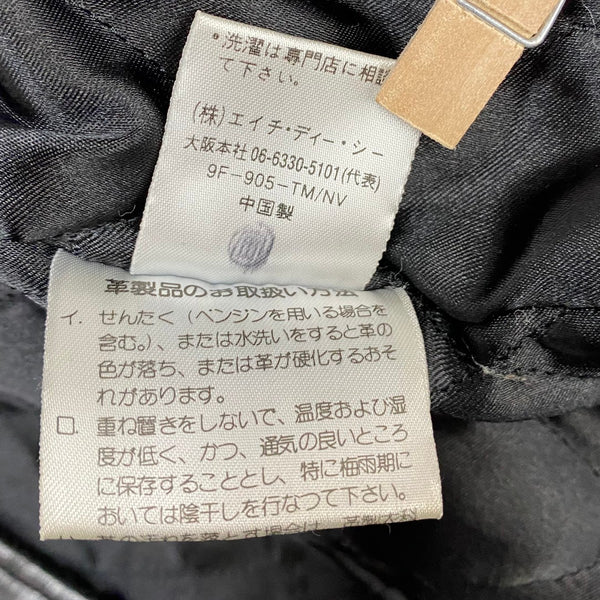 *洗濯は専門店に相談
て下さい。
(株)エイチ・ディー・シー
大阪本社 06-6330-5101(代表)
9F-905-TM/NV
中国製
革製品のお取扱い方法
イ. せんたく(ベンジンを用いる場合を
含む。)、または水洗いをすると革の
色が落ち、または革が硬化するおそ
れがあります。
ロ. 重ね置きをしないで、温度および湿
度が低く、かつ、通気の良いところ
に保存することとし、特に梅雨期に
おいては陰干しを行なつて下さい。